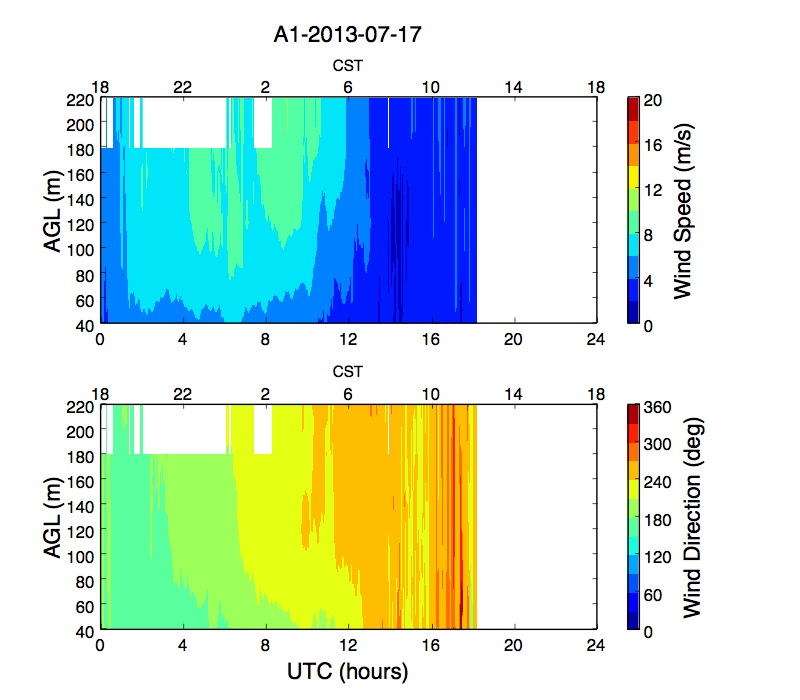 A1-2013-07-17
CST
18 22 2 6 10 14 18
220
200
180
160
140
120
100
80
60
40
AGL (m)
0 4 8 12 16 20 24
20
16
12
8
4
0
Wind Speed (m/s)
CST
18 22 2 6 10 14 18
220
200
180
160
140
120
100
80
60
40
AGL (m)
0 4 8 12 16 20 24
UTC (hours)
360
300
240
180
120
60
0
Wind Direction (deg)